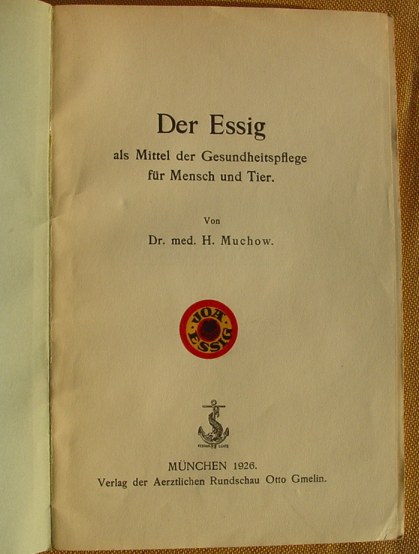 Der Essig
als Mittel der Gesundheitspflege
für Mensch und Tier.
Von
Dr. med. H. Muchow.
JOA
ESSIG
MÜNCHEN 1926.
Verlag der Aerztlichen Rundschau Otto Gmelin.